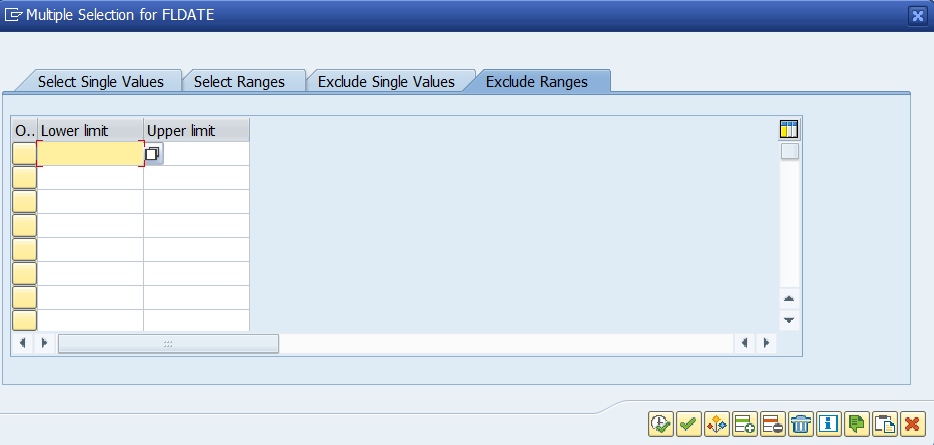 Multiple Selection for FLDATE
Select Single Values Select Ranges Exclude Single Values Exclude Ranges
O.. Lower limit Upper limit